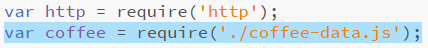 var http = require('http');
var coffee = require('./coffee-data.js');